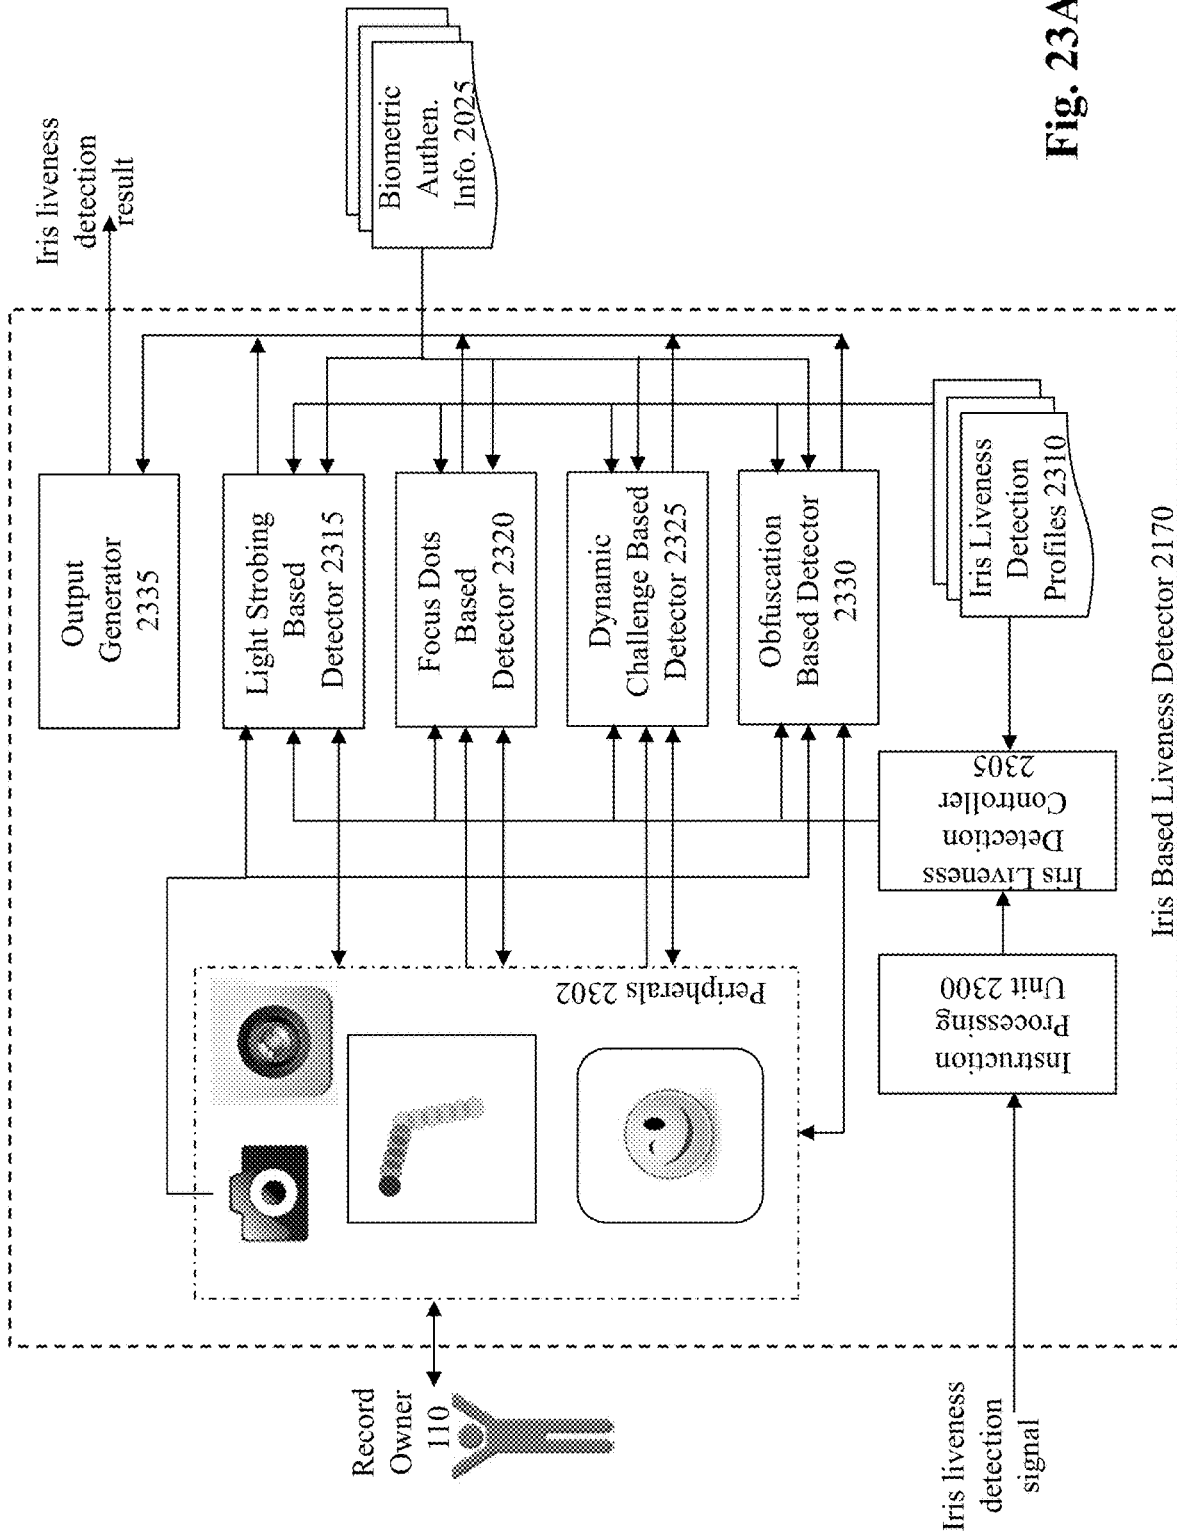 Record
Owner
110
Iris liveness
detection
signal
Peripherals 2302
Instruction
Processing
Unit 2300
Iris Liveness
Detection
Controller
2305
Output
Generator
2335
Light Strobing
Based
Detector 2315
Focus Dots
Based
Detector 2320
Dynamic
Challenge Based
Detector 2325
Obfuscation
Based Detector
2330
Iris Liveness
Detection
Profiles 2310
Iris liveness
detection
result
Biometric
Authen.
Info. 2025
Iris Based Liveness Detector 2170
Fig. 23A